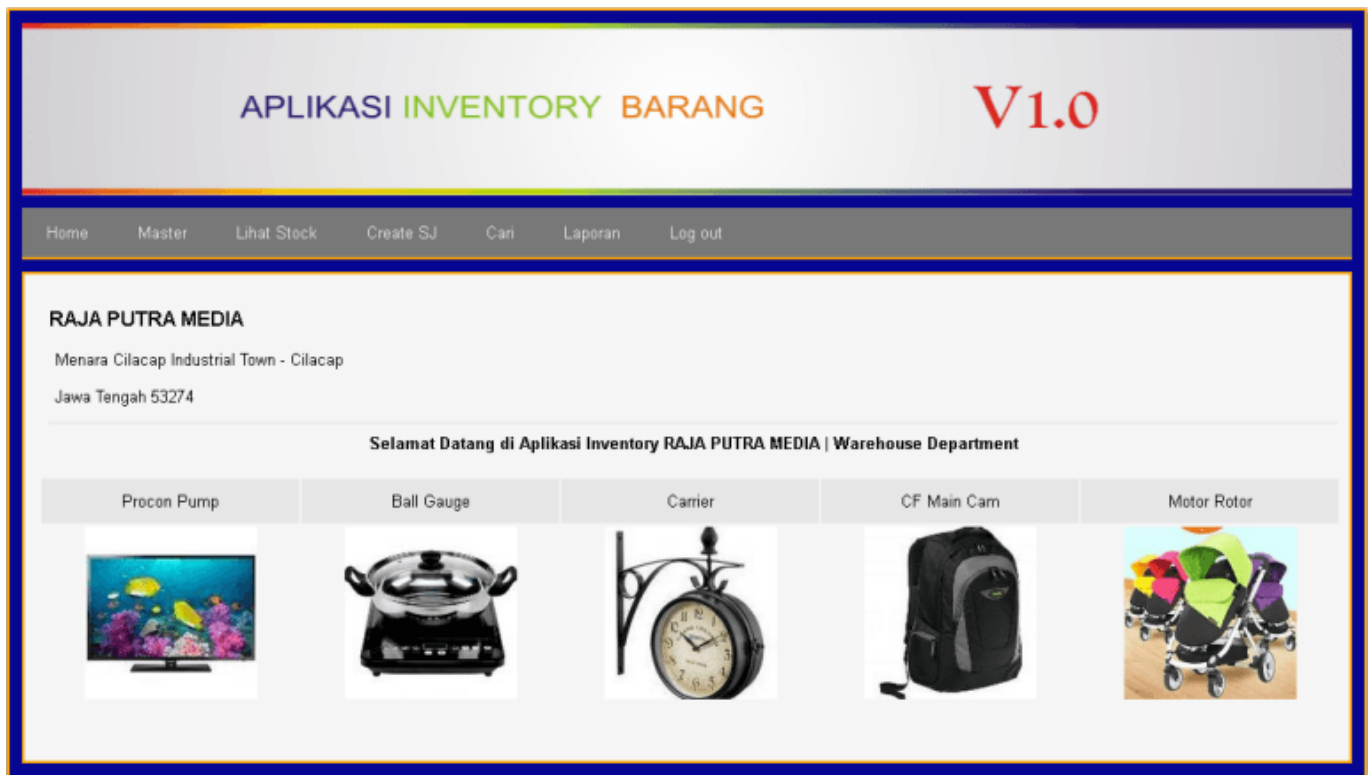 APLIKASI INVENTORY BARANG V1.0
Home Master Lihat Stock Create SJ Cari Laporan Log out
RAJA PUTRA MEDIA
Menara Cilacap Industrial Town - Cilacap
Jawa Tengah 53274
Selamat Datang di Aplikasi Inventory RAJA PUTRA MEDIA | Warehouse Department
Procon Pump Ball Gauge Carrier CF Main Cam Motor Rotor